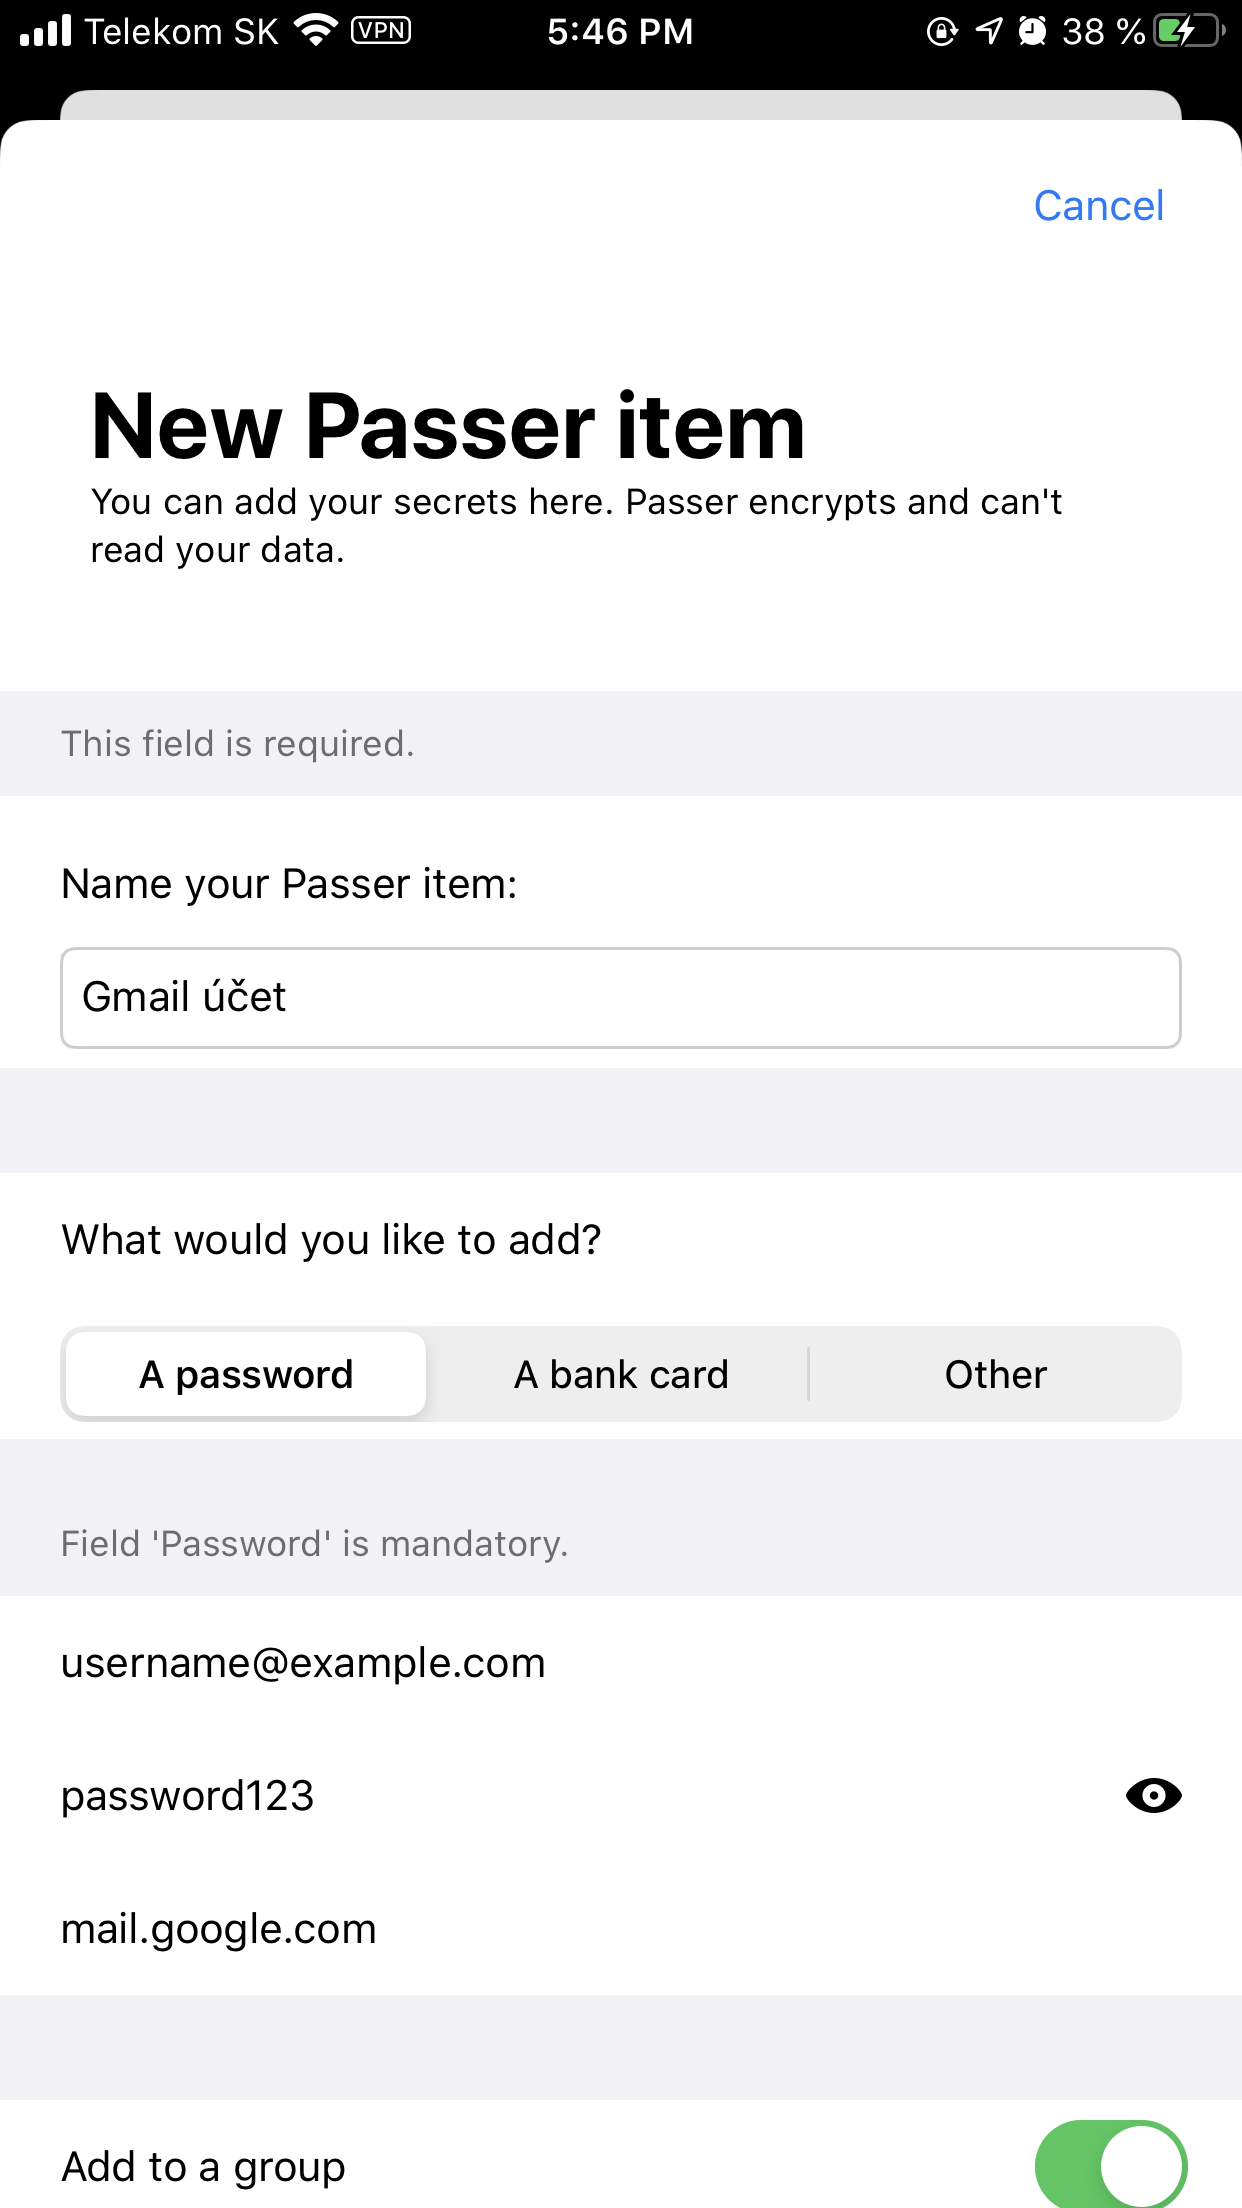 Telekom SK VPN 5:46 PM 38 %
Cancel
New Passer item
You can add your secrets here. Passer encrypts and can't
read your data.
This field is required.
Name your Passer item:
Gmail účet
What would you like to add?
A password A bank card Other
Field 'Password' is mandatory.
username@example.com
password123
mail.google.com
Add to a group